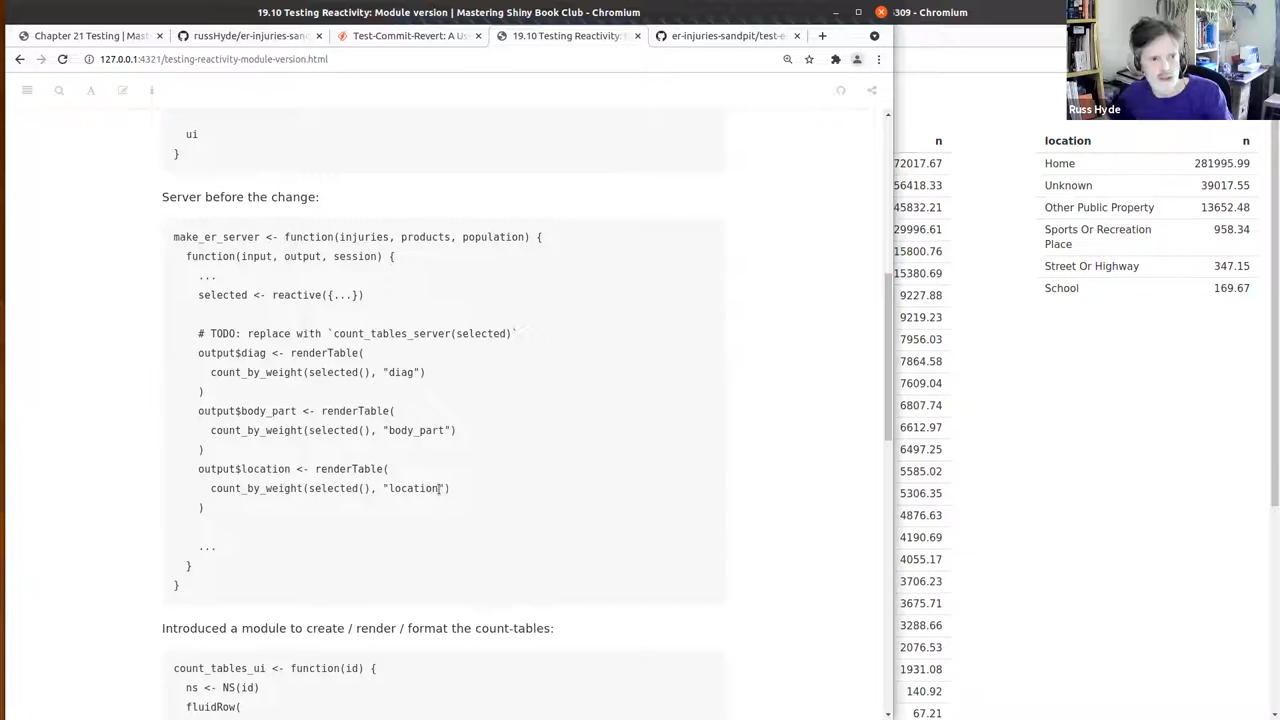 19.10 Testing Reactivity: Module version | Mastering Shiny Book Club - Chromium
309 - Chromium
Chapter 21 Testing | Mast
russHyde/er-injuries-san
Test-Commit-Revert: A Us
19.10 Testing Reactivity:
er-injuries-sandpit/test-e
127.0.0.1:4321/testing-reactivity-module-version.html
Russ Hyde
ui
}
Server before the change:
make_er_server <- function(injuries, products, population) {
function(input, output, session) {
...
selected <- reactive({...})
# TODO: replace with `count_tables_server(selected)`
output$diag <- renderTable(
count_by_weight(selected(), "diag")
)
output$body_part <- renderTable(
count_by_weight(selected(), "body_part")
)
output$location <- renderTable(
count_by_weight(selected(), "location")
)
...
}
}
Introduced a module to create / render / format the count-tables:
count_tables_ui <- function(id) {
ns <- NS(id)
fluidRow(
n
72017.67
56418.33
45832.21
29996.61
15800.76
15380.69
9227.88
9219.23
7956.03
7864.58
7609.04
6807.74
6612.97
6497.25
5585.02
5306.35
4876.63
4190.69
4055.17
3706.23
3675.71
3288.66
2076.53
1931.08
140.92
67.21
location n
Home 281995.99
Unknown 39017.55
Other Public Property 13652.48
Sports Or Recreation 958.34
Place
Street Or Highway 347.15
School 169.67